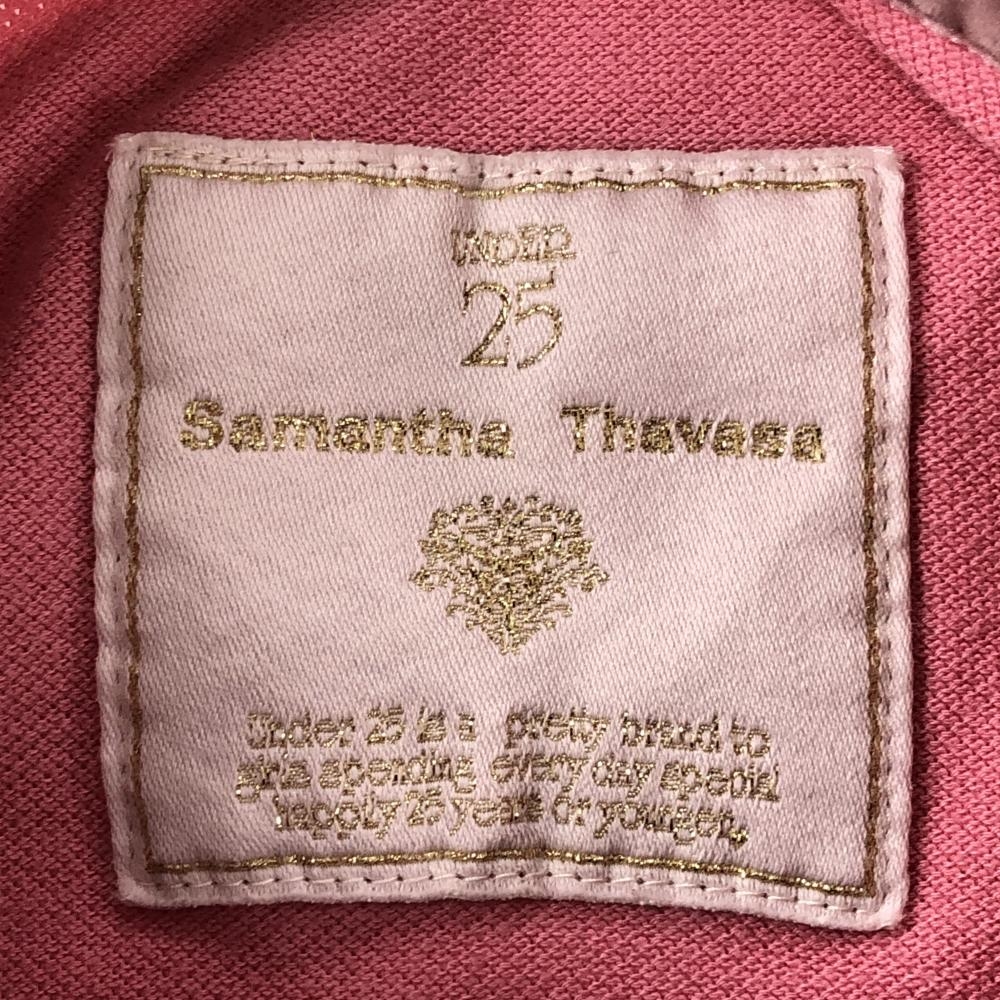 UNDER
25
Samantha Thavasa
Under 25 is a pretty brand to
girls spending every day special
happily 25 years or younger.